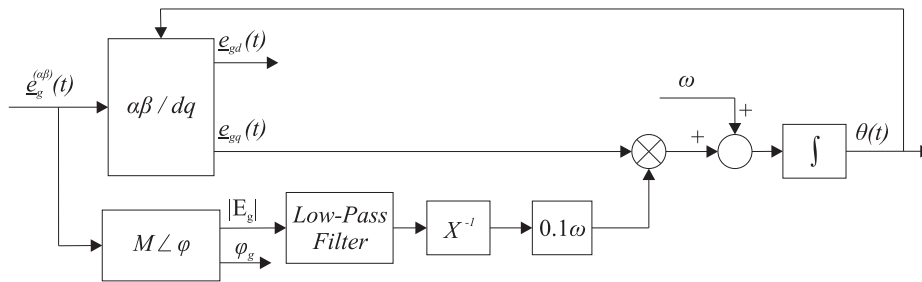 e_gd(t)
e_g^(αβ)(t)
αβ / dq
ω
+
e_gq(t)
+
∫
θ(t)
|E_g|
Low-Pass
Filter
X^-1
0.1ω
M∠φ
φ_g